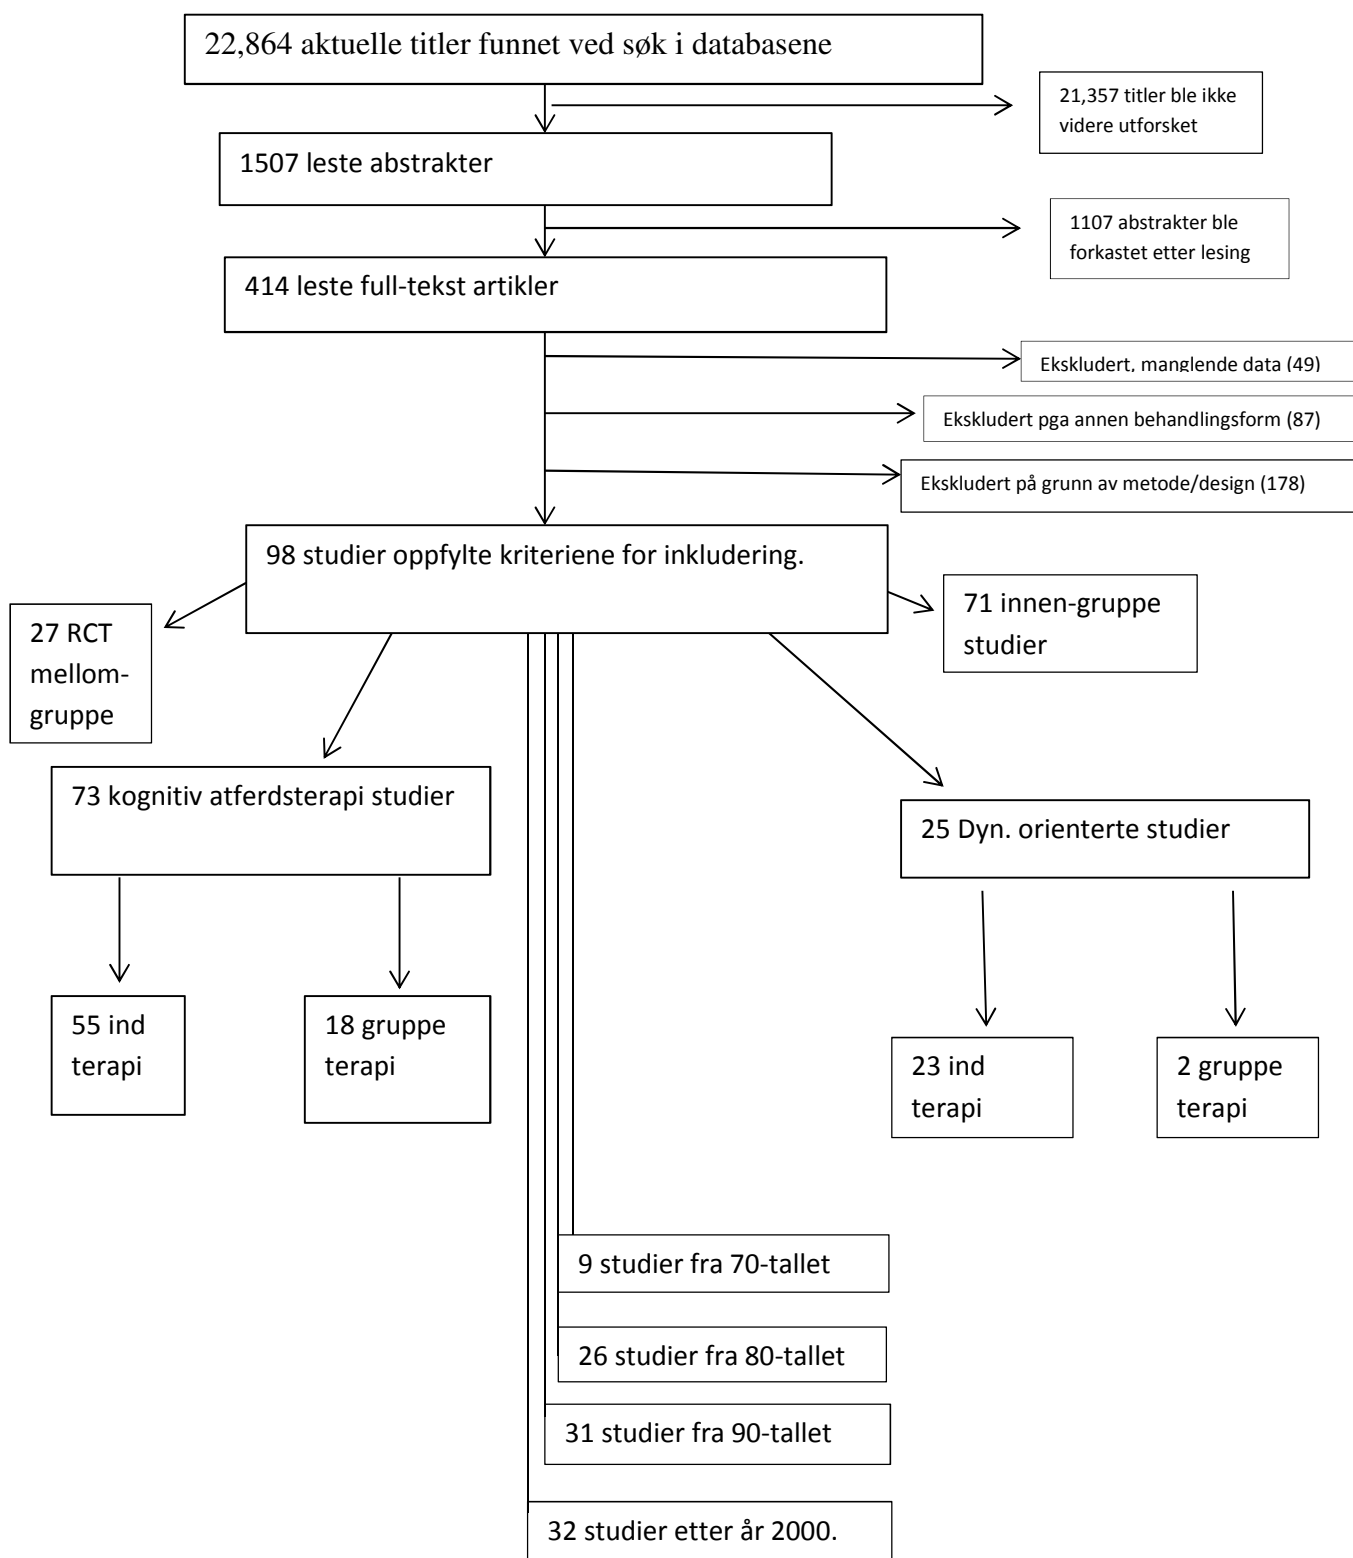 22,864 aktuelle titler funnet ved søk i databasene
21,357 titler ble ikke
videre utforsket
1507 leste abstrakter
1107 abstrakter ble
forkastet etter lesing
414 leste full-tekst artikler
Ekskludert, manglende data (49)
Ekskludert pga annen behandlingsform (87)
Ekskludert på grunn av metode/design (178)
98 studier oppfylte kriteriene for inkludering.
27 RCT
mellom-
gruppe
71 innen-gruppe
studier
73 kognitiv atferdsterapi studier
25 Dyn. orienterte studier
55 ind
terapi
18 gruppe
terapi
23 ind
terapi
2 gruppe
terapi
9 studier fra 70-tallet
26 studier fra 80-tallet
31 studier fra 90-tallet
32 studier etter år 2000.